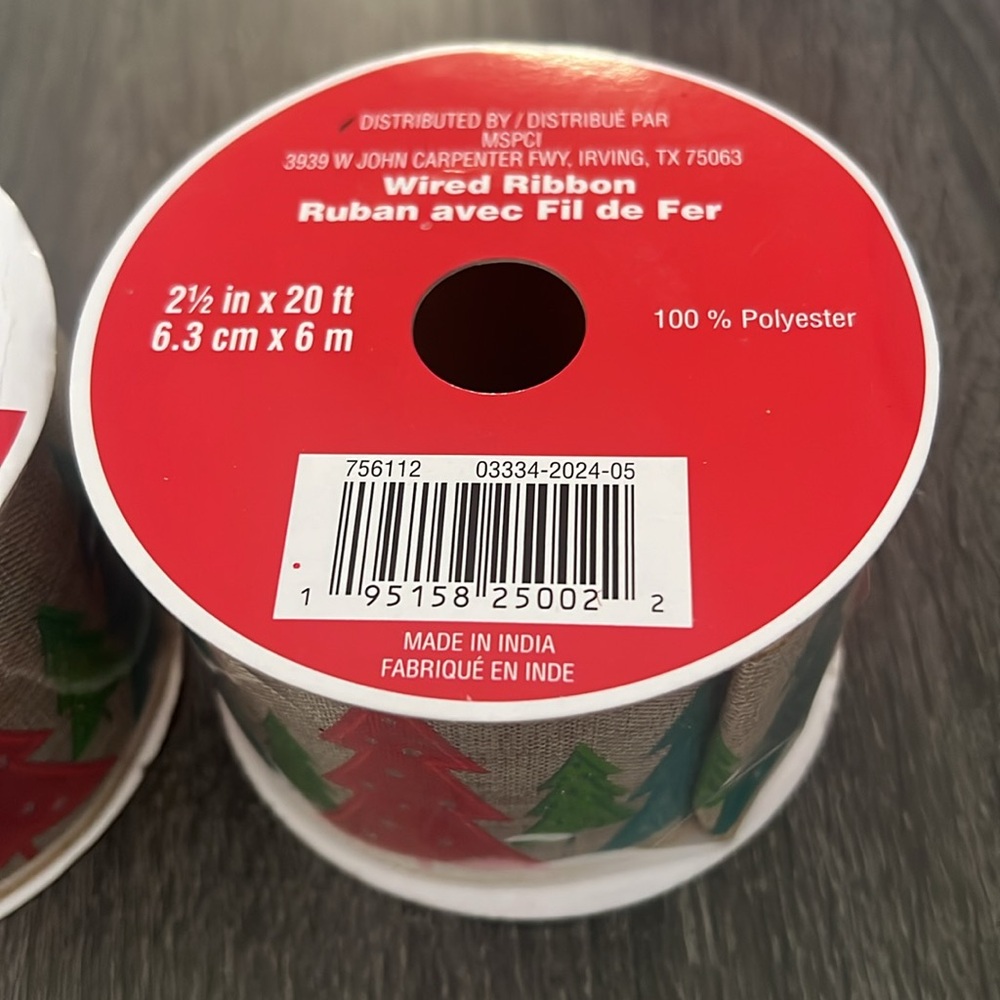 DISTRIBUTED BY / DISTRIBUÉ PAR
MSPCI
3939 W JOHN CARPENTER FWY, IRVING, TX 75063
Wired Ribbon
Ruban avec Fil de Fer
2½ in x 20 ft
6.3 cm x 6 m
100 % Polyester
756112 03334-2024-05
1 95158 25002 2
MADE IN INDIA
FABRIQUÉ EN INDE